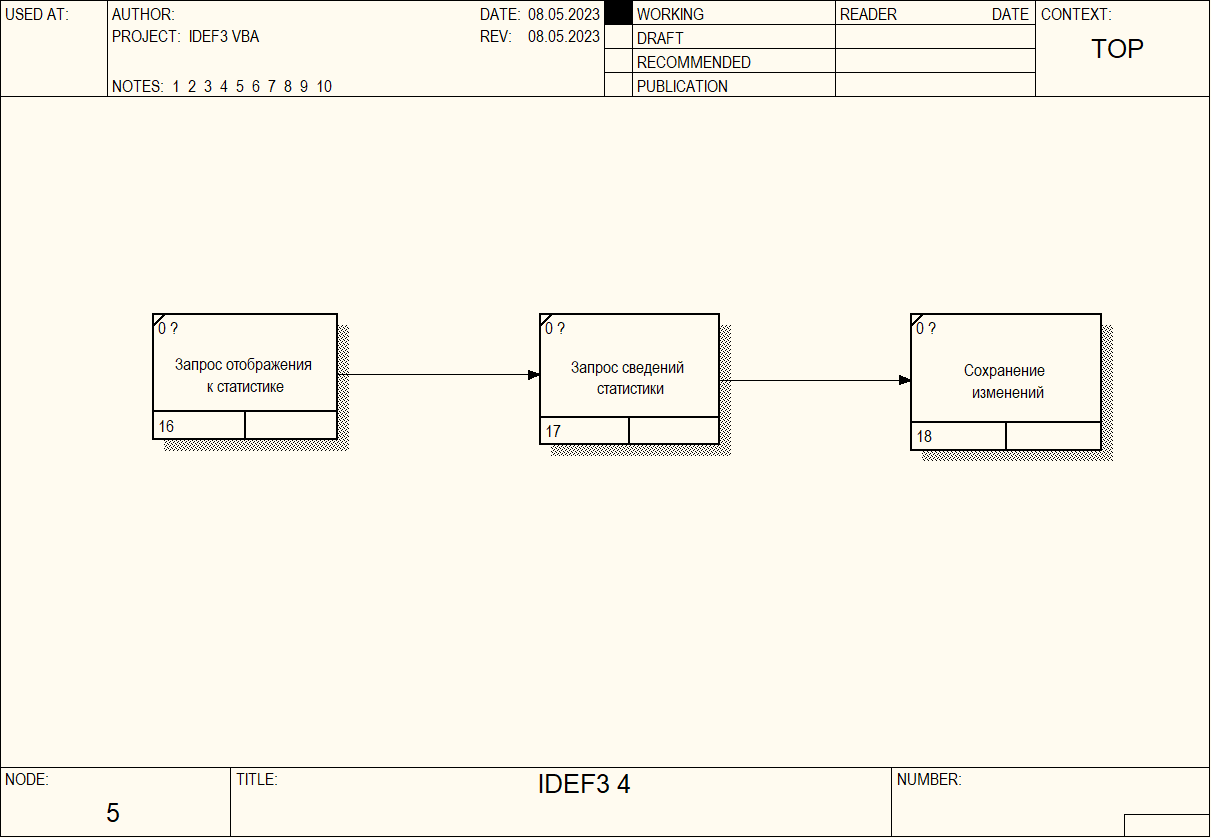 USED AT:
AUTHOR:
DATE: 08.05.2023
PROJECT: IDEF3 VBA
REV: 08.05.2023
NOTES: 1 2 3 4 5 6 7 8 9 10
WORKING
DRAFT
RECOMMENDED
PUBLICATION
READER DATE
CONTEXT:
TOP
0 ?
Запрос отображения
к статистике
16
0 ?
Запрос сведений
статистики
17
0 ?
Сохранение
изменений
18
NODE:
5
TITLE:
IDEF3 4
NUMBER: